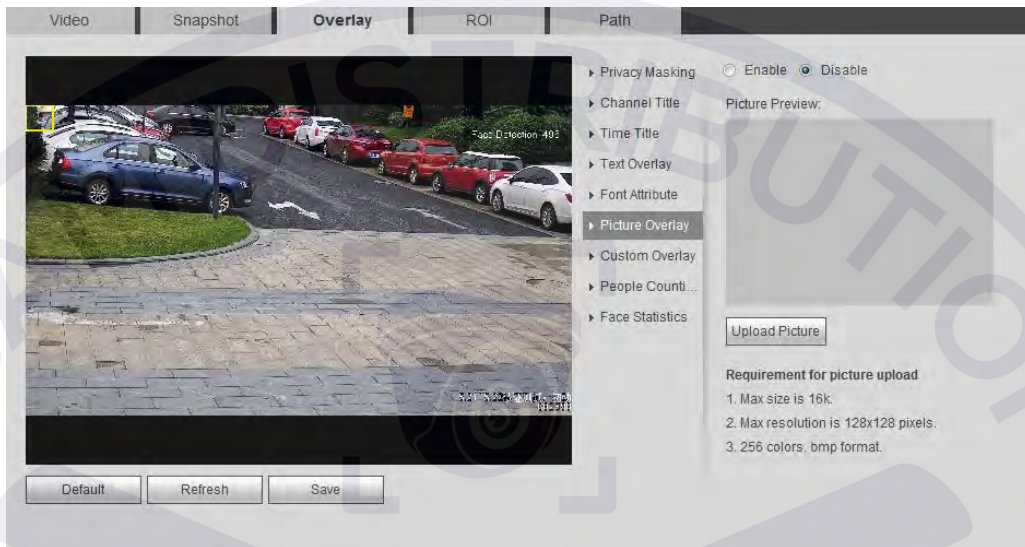 Video Snapshot Overlay ROI Path
Face Detection 496
Privacy Masking
Channel Title
Time Title
Text Overlay
Font Attribute
Picture Overlay
Custom Overlay
People Counti...
Face Statistics
Enable Disable
Picture Preview:
Upload Picture
Requirement for picture upload
1. Max size is 16k.
2. Max resolution is 128x128 pixels.
3. 256 colors, bmp format.
Default Refresh Save
DISTRIBUTION